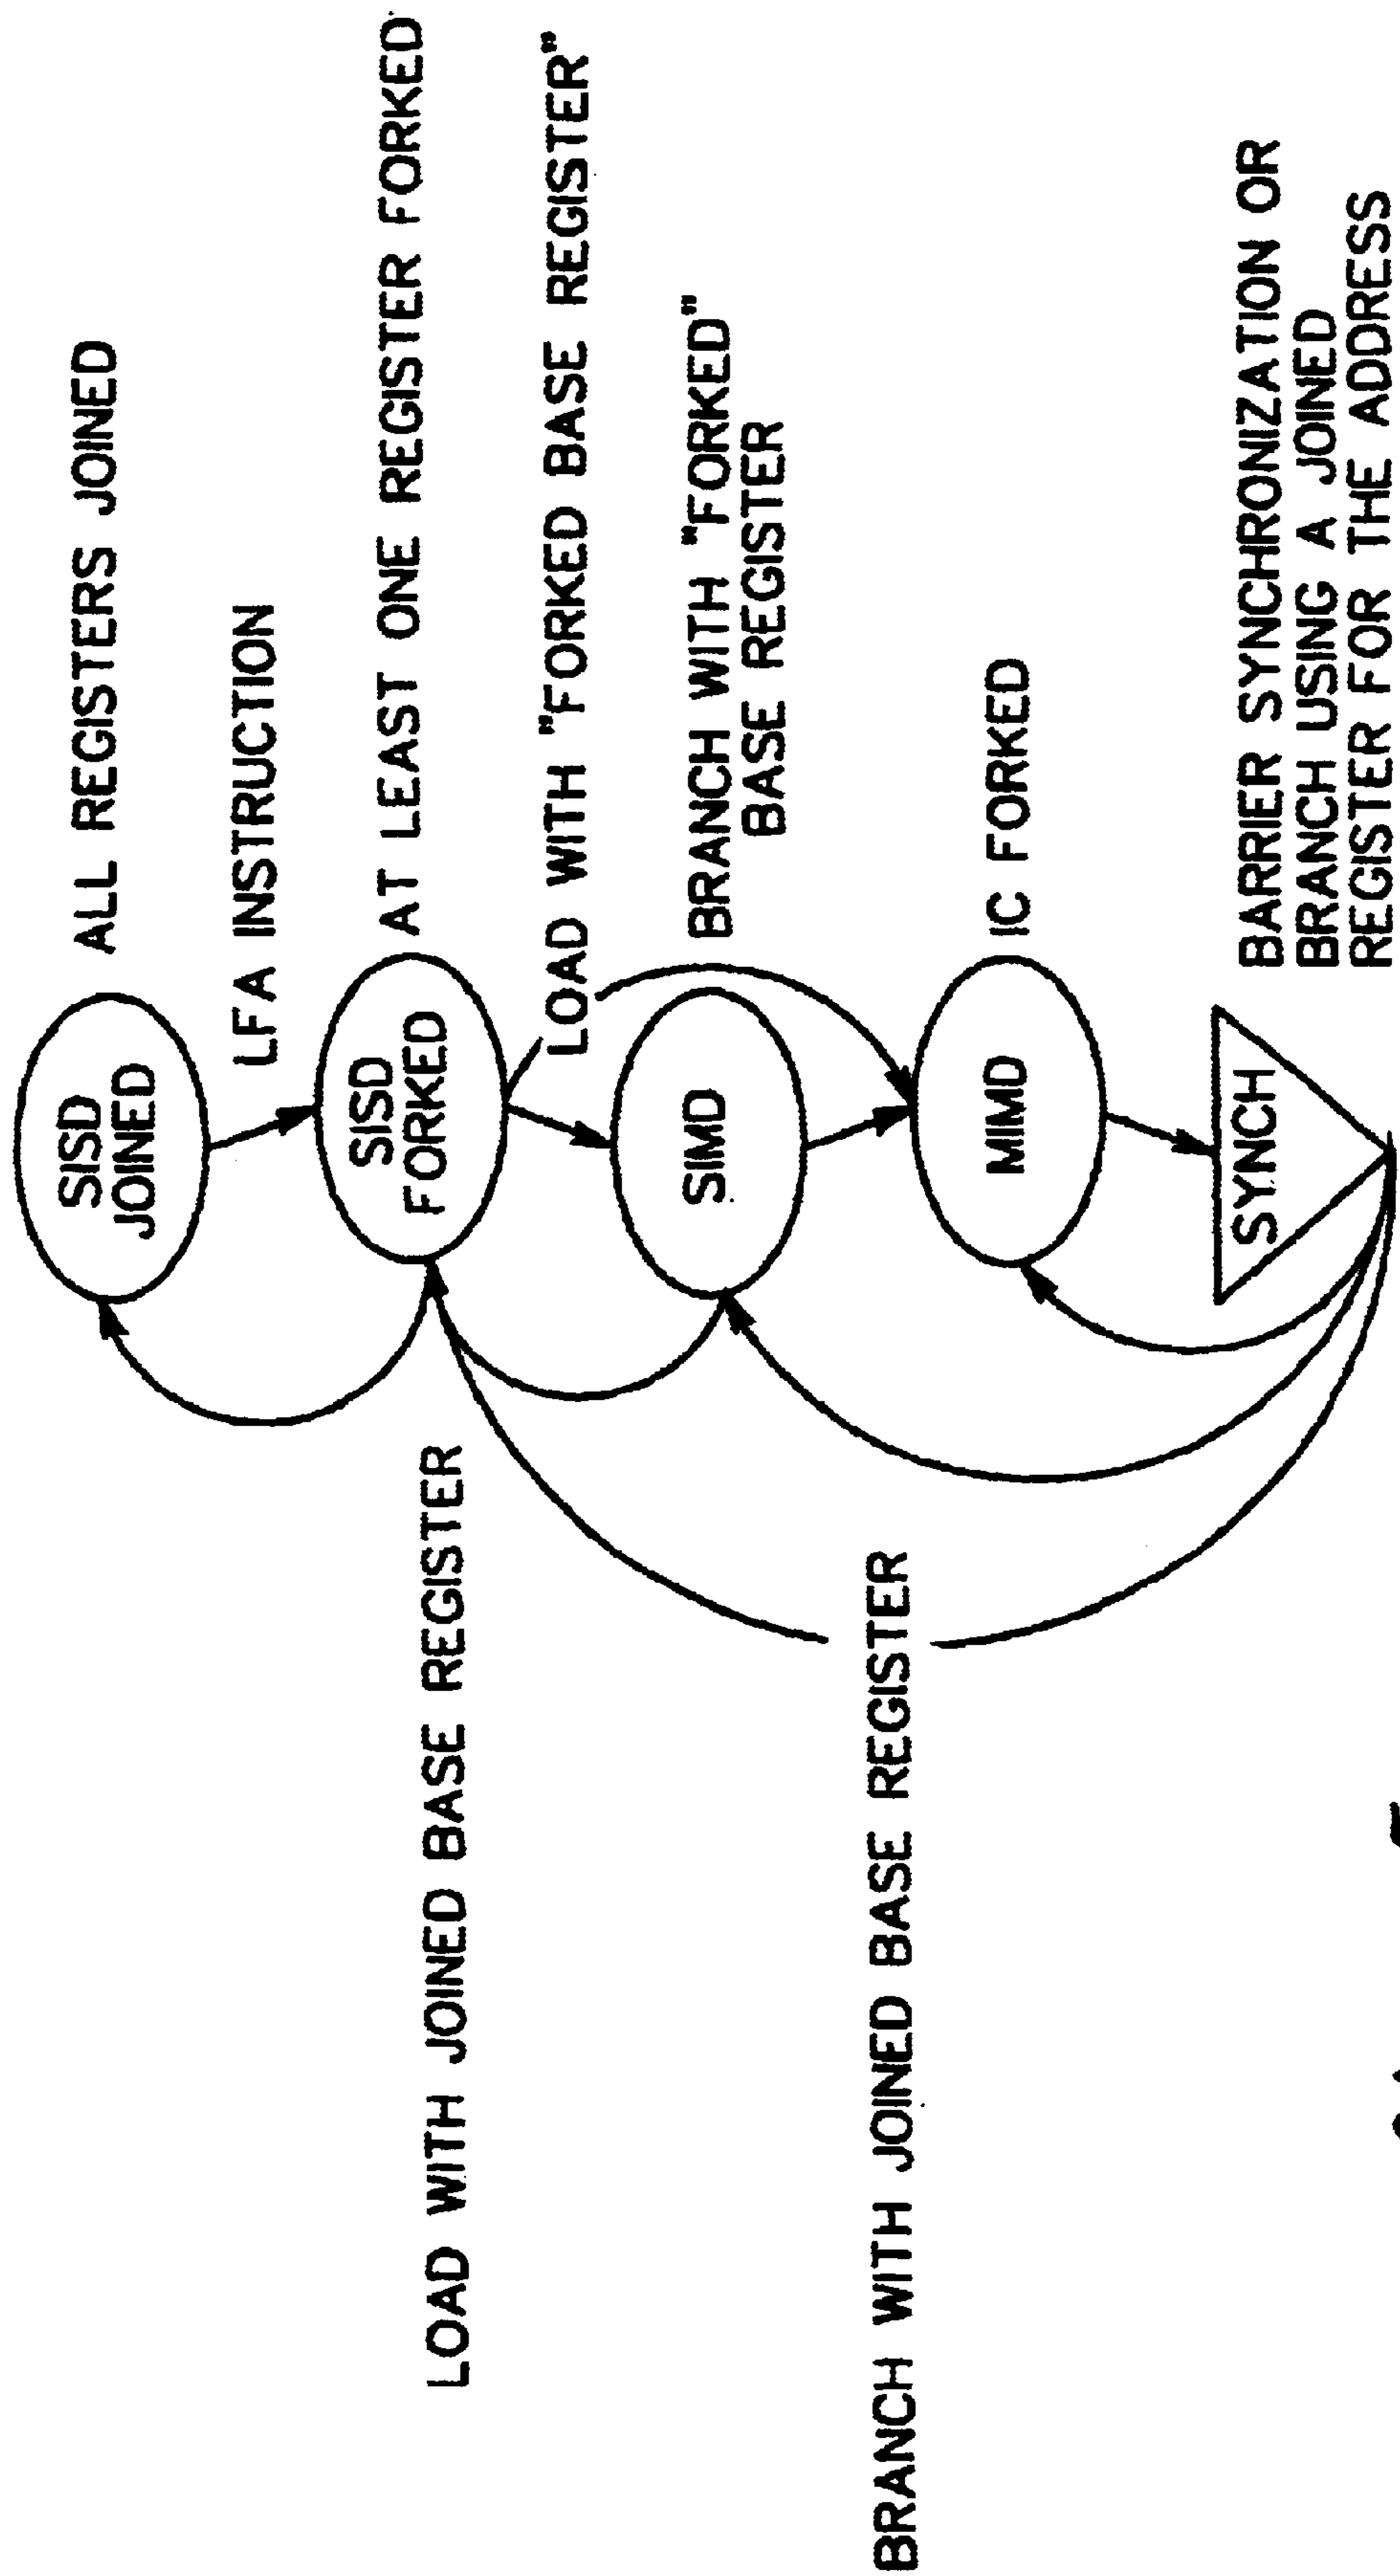 SISD
JOINED
ALL REGISTERS JOINED
LFA INSTRUCTION
SISD
FORKED
AT LEAST ONE REGISTER FORKED
LOAD WITH JOINED BASE REGISTER
LOAD WITH "FORKED BASE REGISTER"
SIMD
BRANCH WITH "FORKED"
BASE REGISTER
BRANCH WITH JOINED BASE REGISTER
MIMD
IC FORKED
SYNCH
BARRIER SYNCHRONIZATION OR
BRANCH USING A JOINED
REGISTER FOR THE ADDRESS